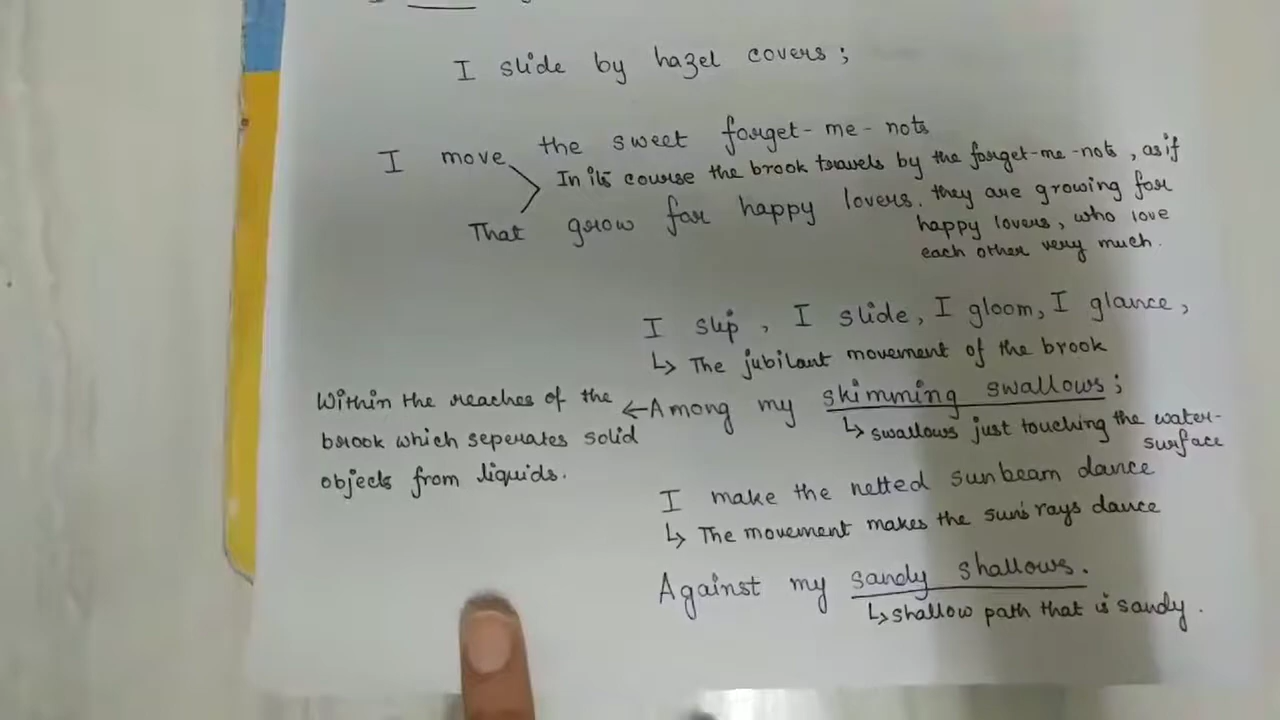 I slide by hazel covers;
I move the sweet forget-me-nots
In its course the brook travels by the forget-me-nots, as if
That grow for happy lovers. they are growing for
happy lovers, who love
each other very much.
I slip, I slide, I gloom, I glance,
↳ The jubilant movement of the brook
Within the reaches of the ← Among my skimming swallows;
brook which seperates solid ↳ swallows just touching the water-
surface
objects from liquids.
I make the netted sunbeam dance
↳ The movement makes the sun's rays dance
Against my sandy shallows.
↳ shallow path that is sandy.